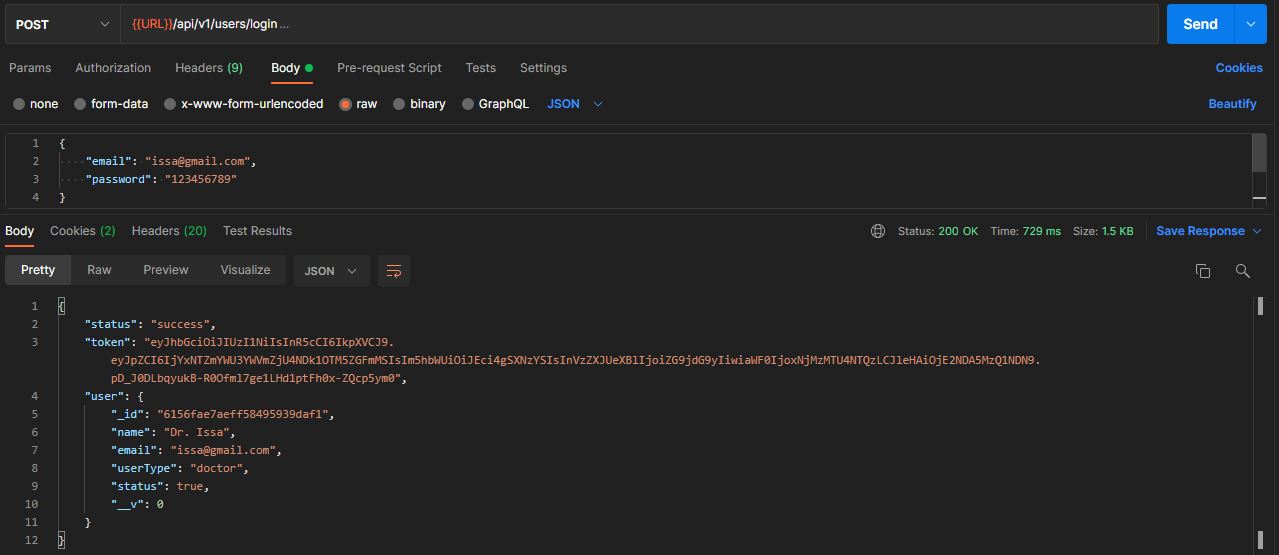 POST {{URL}}/api/v1/users/login ... Send
Params Authorization Headers (9) Body Pre-request Script Tests Settings Cookies
none form-data x-www-form-urlencoded raw binary GraphQL JSON Beautify
1 {
2 "email": "issa@gmail.com",
3 "password": "123456789"
4 }
Body Cookies (2) Headers (20) Test Results Status: 200 OK Time: 729 ms Size: 1.5 KB Save Response
Pretty Raw Preview Visualize JSON
1 {
2 "status": "success",
3 "token": "eyJhbGciOiJIUzI1NiIsInR5cCI6IkpXVCJ9.
eyJpZCI6IjYxNTZmYWU3YWVmZjU4NDk1OTM5ZGFmMSIsIm5hbWUiOiJEci4gSXNzYSIsInVzZXJUeXBlIjoiZG9jdG9yIiwiaWF0IjoxNjMzMTU4NTQzLCJleHAiOjE2NDA5MzQ1NDN9.
pD_J0DLbqyukB-R0Ofml7ge1LHd1ptFh0x-ZQcp5ym0",
4 "user": {
5 "_id": "6156fae7aeff58495939daf1",
6 "name": "Dr. Issa",
7 "email": "issa@gmail.com",
8 "userType": "doctor",
9 "status": true,
10 "__v": 0
11 }
12 }